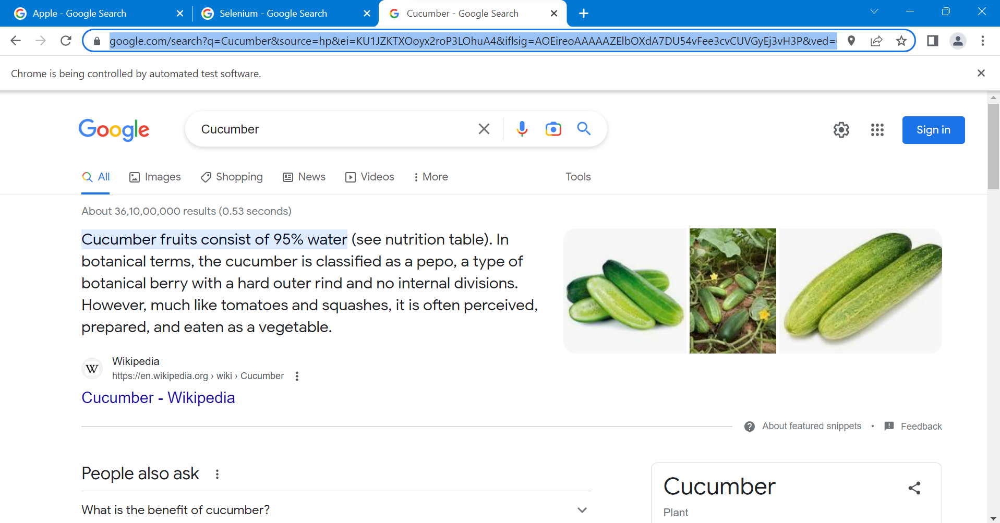 Apple - Google Search
Selenium - Google Search
Cucumber - Google Search
google.com/search?q=Cucumber&source=hp&ei=KU1JZKTXOoyx2roP3LOhuA4&iflsig=AOEireoAAAAAZElbOXdA7DU54vFee3cvCUVGyEj3vH3P&ved=
Chrome is being controlled by automated test software.
Google
Cucumber
Sign in
All
Images
Shopping
News
Videos
More
Tools
About 36,10,00,000 results (0.53 seconds)
Cucumber fruits consist of 95% water (see nutrition table). In
botanical terms, the cucumber is classified as a pepo, a type of
botanical berry with a hard outer rind and no internal divisions.
However, much like tomatoes and squashes, it is often perceived,
prepared, and eaten as a vegetable.
W
Wikipedia
https://en.wikipedia.org › wiki › Cucumber
Cucumber - Wikipedia
About featured snippets • Feedback
People also ask
What is the benefit of cucumber?
Cucumber
Plant